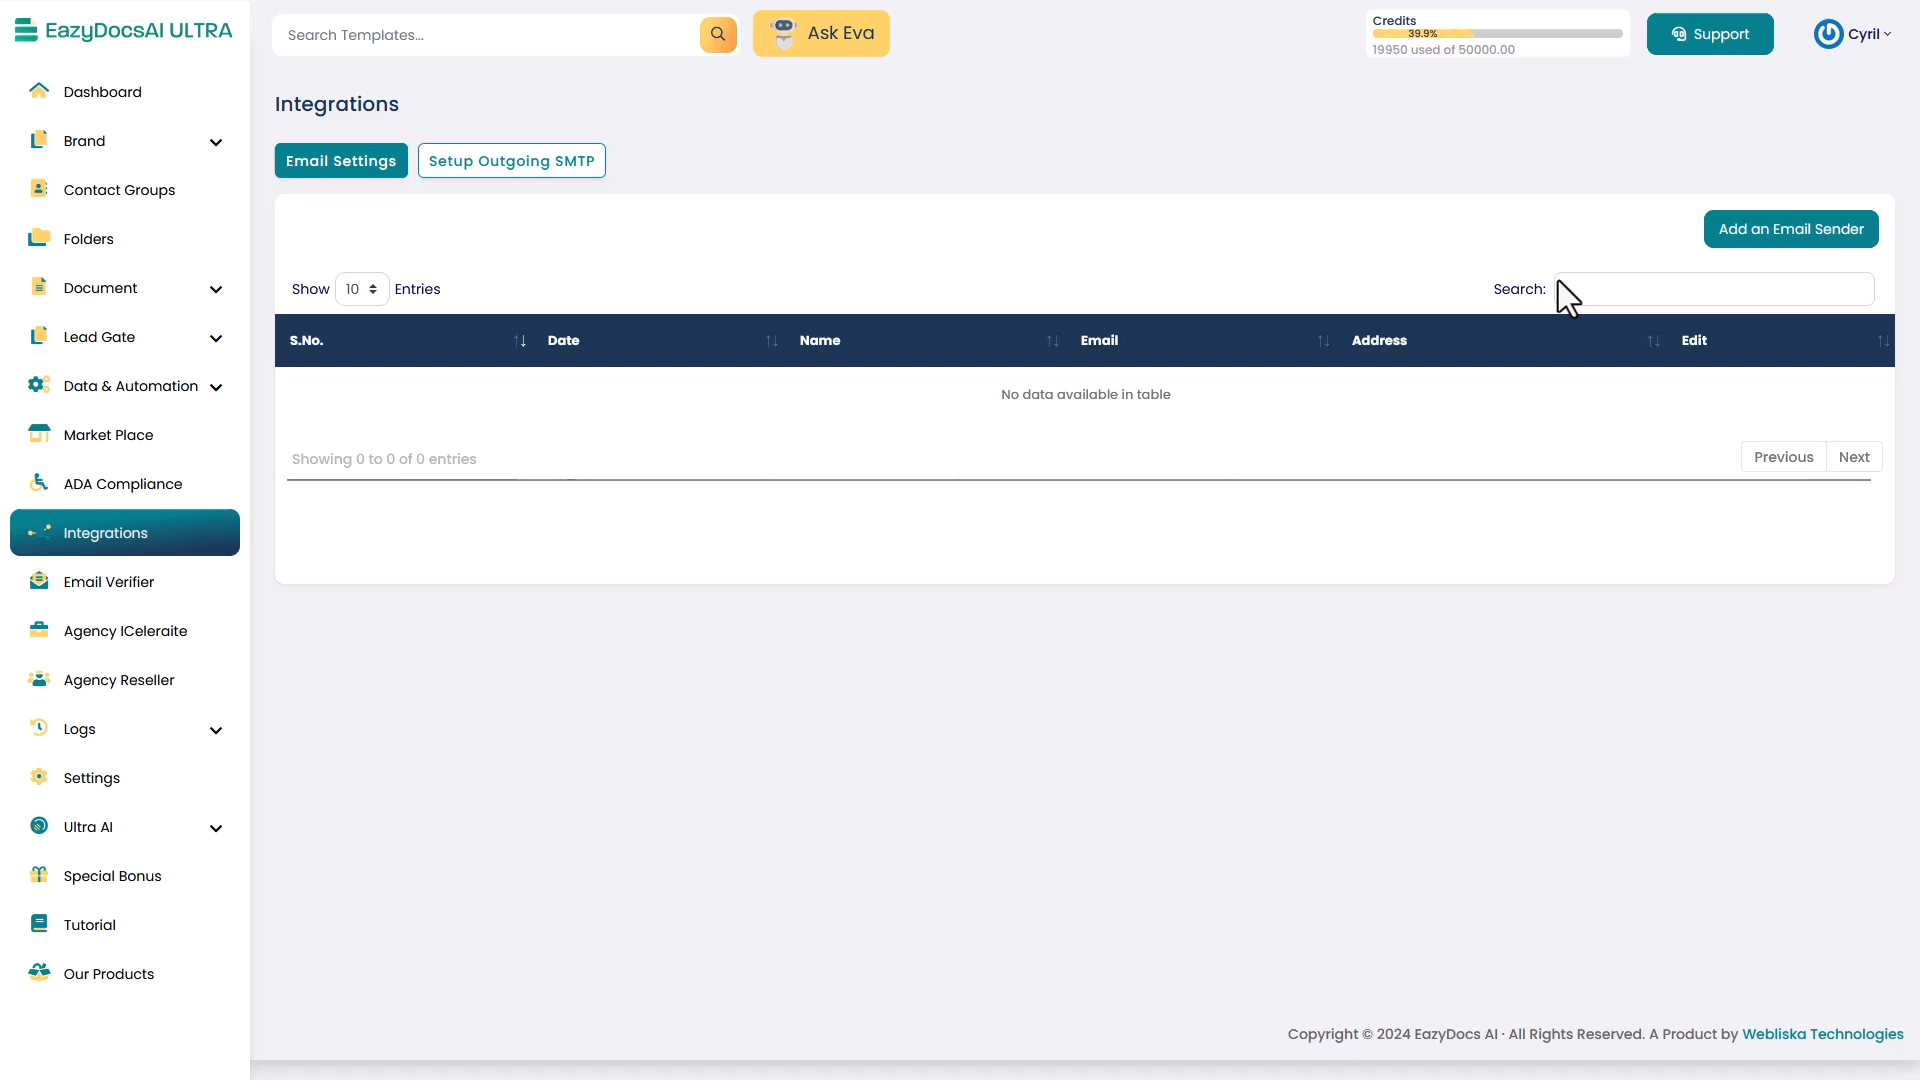 EazyDocsAI ULTRA
Search Templates...
Ask Eva
Credits
39.9%
19950 used of 50000.00
Support
Cyril
Dashboard
Brand
Contact Groups
Folders
Document
Lead Gate
Data & Automation
Market Place
ADA Compliance
Integrations
Email Verifier
Agency ICeleraite
Agency Reseller
Logs
Settings
Ultra AI
Special Bonus
Tutorial
Our Products
Integrations
Email Settings
Setup Outgoing SMTP
Add an Email Sender
Show 10 Entries
Search:
S.No. Date Name Email Address Edit
No data available in table
Showing 0 to 0 of 0 entries
Previous Next
Copyright © 2024 EazyDocs AI · All Rights Reserved. A Product by Webliska Technologies